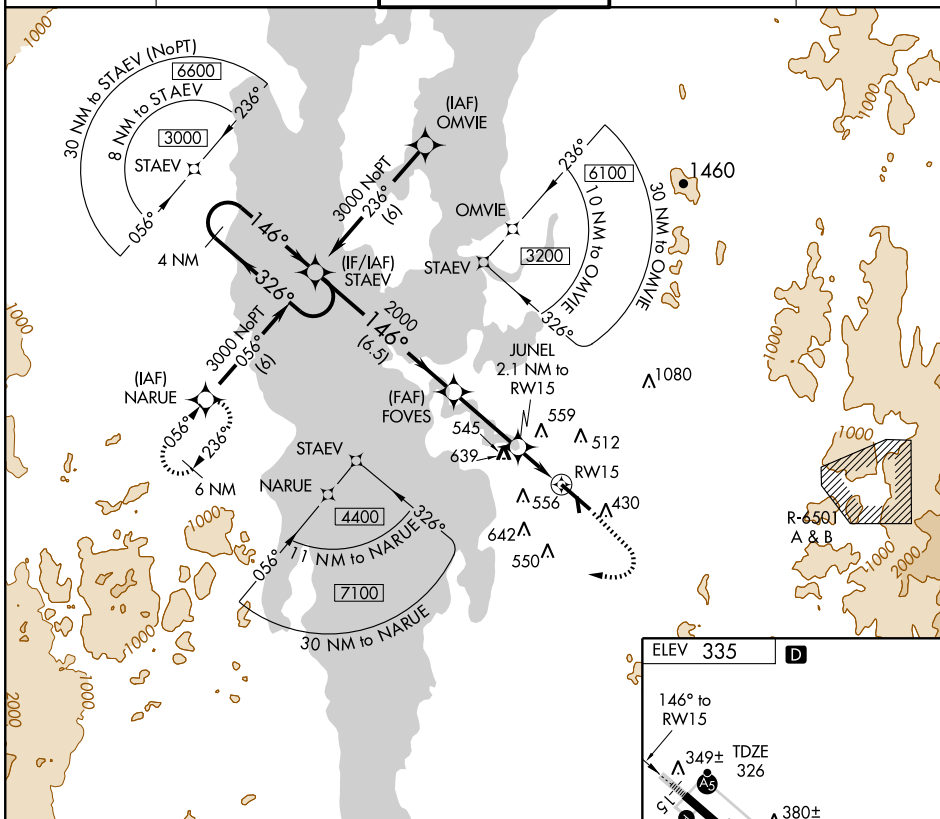 1000
30 NM to STAEV (NoPT)
6600
8 NM to STAEV
236°
3000
STAEV
056°
(IAF)
OMVIE
3000 NoPT
236°
(6)
1000
1460
236°
6100
30 NM to OMVIE
10 NM to OMVIE
OMVIE
STAEV
3200
326°
146°
4 NM
326°
(IF/IAF)
STAEV
2000
146°
(6.5)
1000
3000 NoPT
056°
(6)
(IAF)
NARUE
056°
236°
6 NM
JUNEL
2.1 NM to
RW15
(FAF)
FOVES
1080
1000
559
545
512
639
RW15
556
430
642
550
1000
R-6501
A & B
1000
2000
STAEV
NARUE
4400
326°
11 NM to NARUE
056°
7100
30 NM to NARUE
1000
1000
1000
2000
ELEV 335
D
146° to
RW15
349±
TDZE
326
A5
15
380±